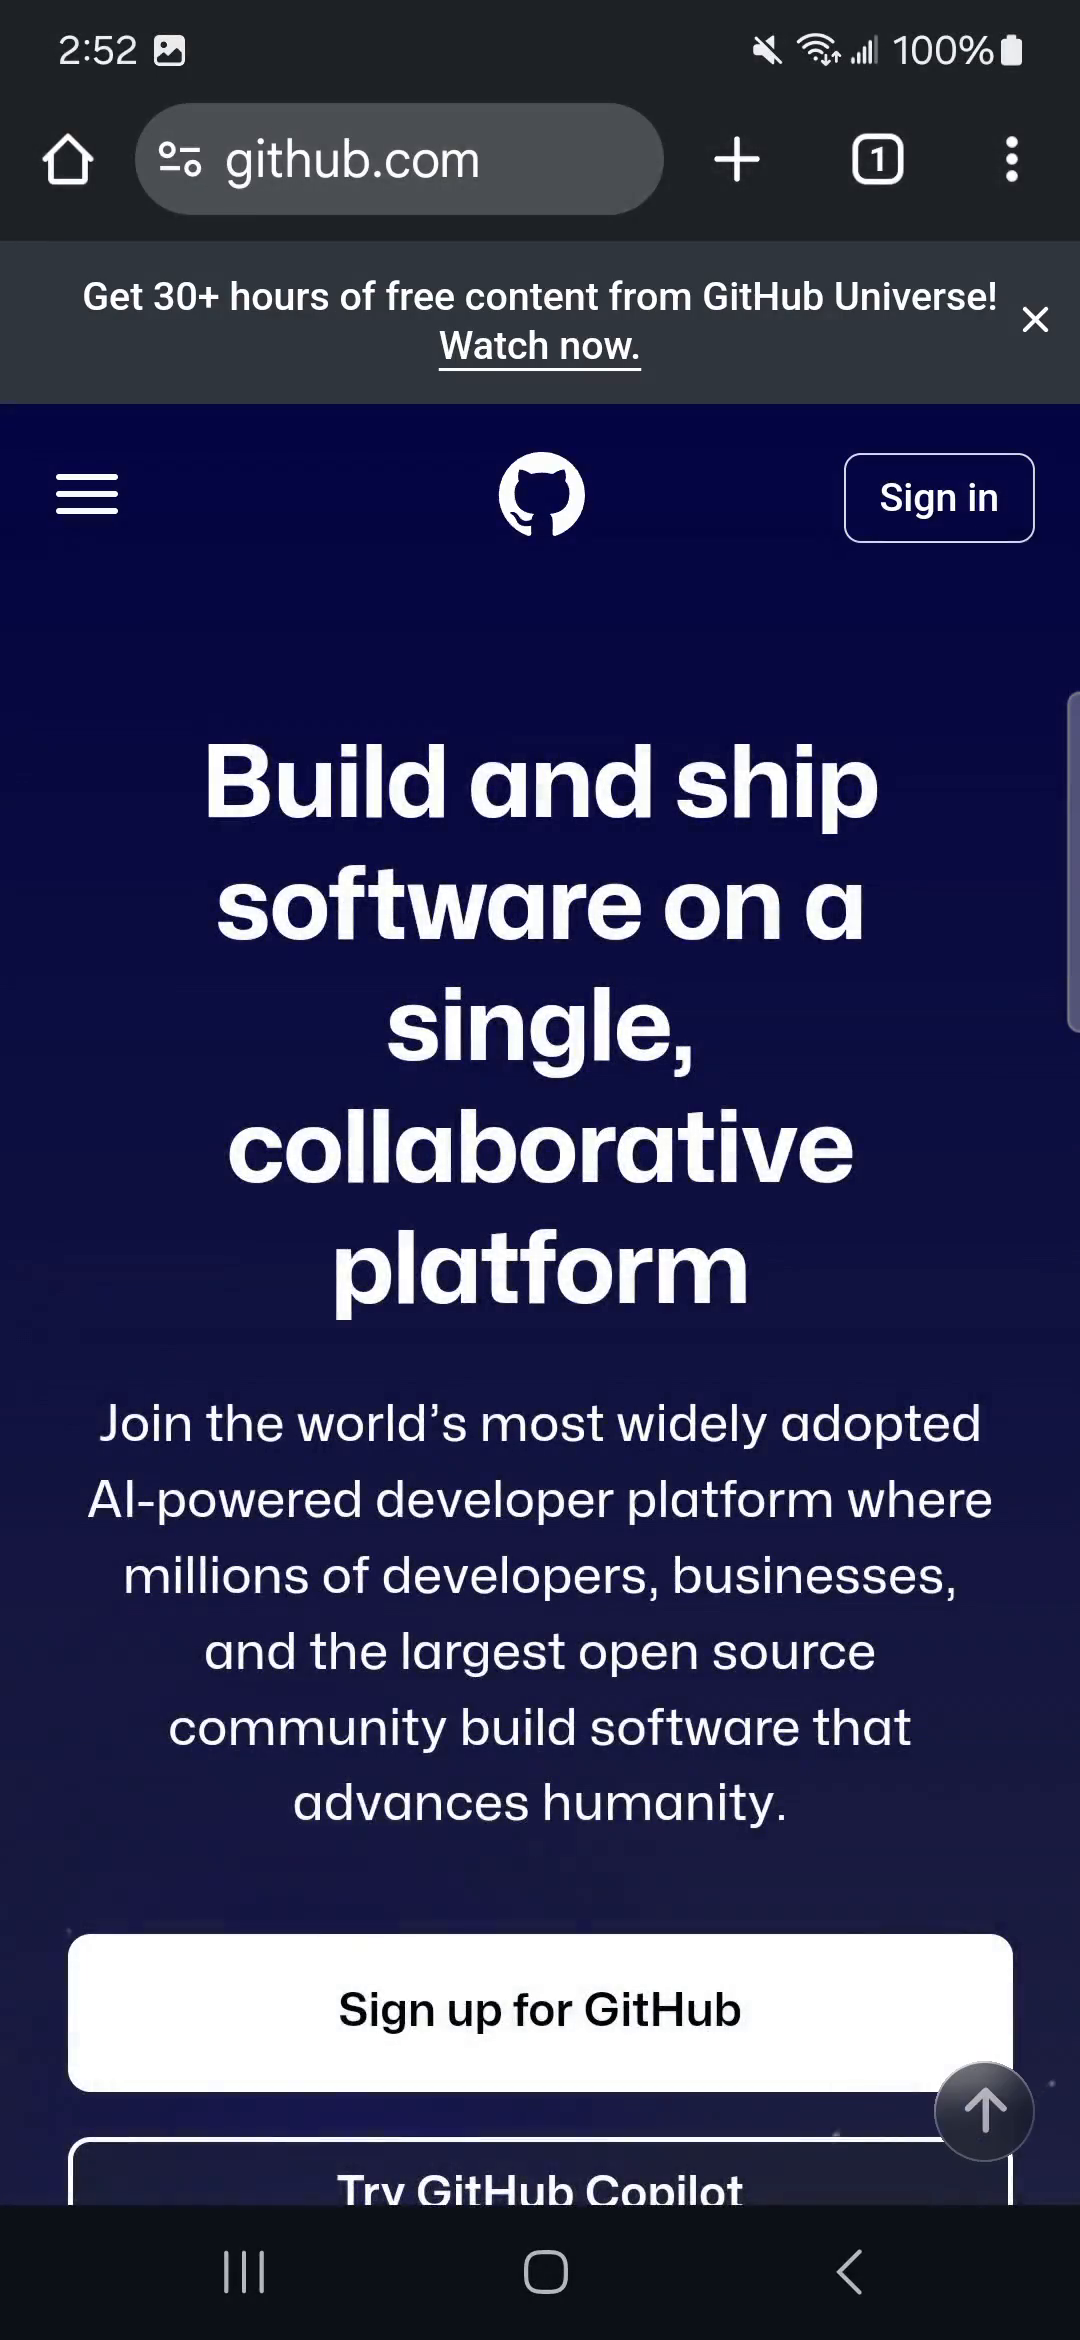 2:52 100%
github.com 1
Get 30+ hours of free content from GitHub Universe!
Watch now.
Sign in
Build and ship
software on a
single,
collaborative
platform
Join the world’s most widely adopted
AI-powered developer platform where
millions of developers, businesses,
and the largest open source
community build software that
advances humanity.
Sign up for GitHub
Try GitHub Copilot